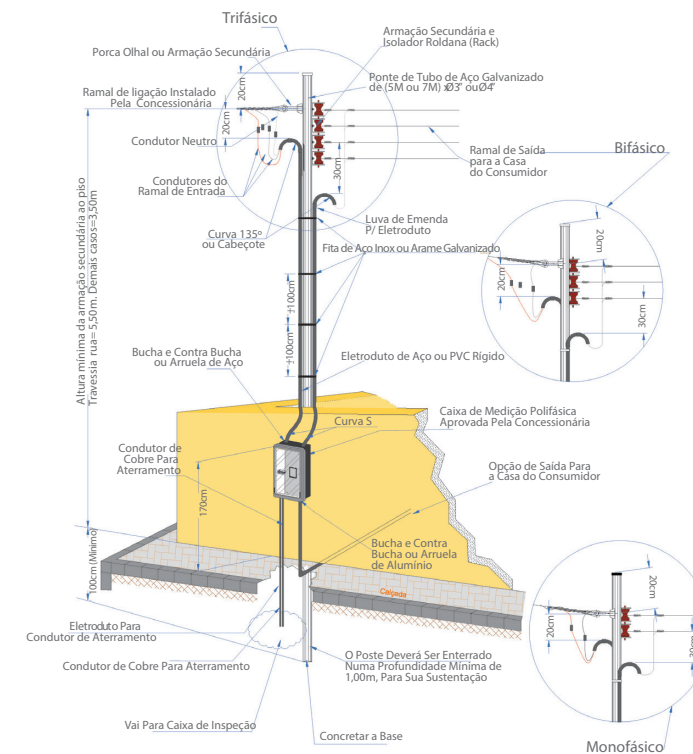 Trifásico
Armação Secundária e
Isolador Roldana (Rack)
Porca Olhal ou Armação Secundária
20cm
Ponte de Tubo de Aço Galvanizado
de (5M ou 7M) xØ3" ouØ4"
Ramal de ligação Instalado
Pela Concessionária
20cm
Condutor Neutro
Ramal de Saída
para a Casa
do Consumidor
Bifásico
30cm
Condutores do
Ramal de Entrada
Luva de Emenda
P/ Eletroduto
Curva 135º
ou Cabeçote
Fita de Aço Inox ou Arame Galvanizado
20cm
20cm
30cm
±100cm
±100cm
Altura mínima da armação secundária ao piso
Travessia rua= 5,50m. Demais casos=3,50m
Bucha e Contra Bucha
ou Arruela de Aço
Eletroduto de Aço ou PVC Rígido
Caixa de Medição Polifásica
Aprovada Pela Concessionária
Curva S
Condutor de
Cobre Para
Aterramento
Opção de Saída Para
a Casa do Consumidor
170cm
Bucha e Contra
Bucha ou Arruela
de Alumínio
100cm (Mínimo)
Calçada
20cm
20cm
Eletroduto Para
Condutor de Aterramento
Condutor de Cobre Para Aterramento
O Poste Deverá Ser Enterrado
Numa Profundidade Mínima de
1,00m, Para Sua Sustentação
Vai Para Caixa de Inspeção
Concretar a Base
Monofásico